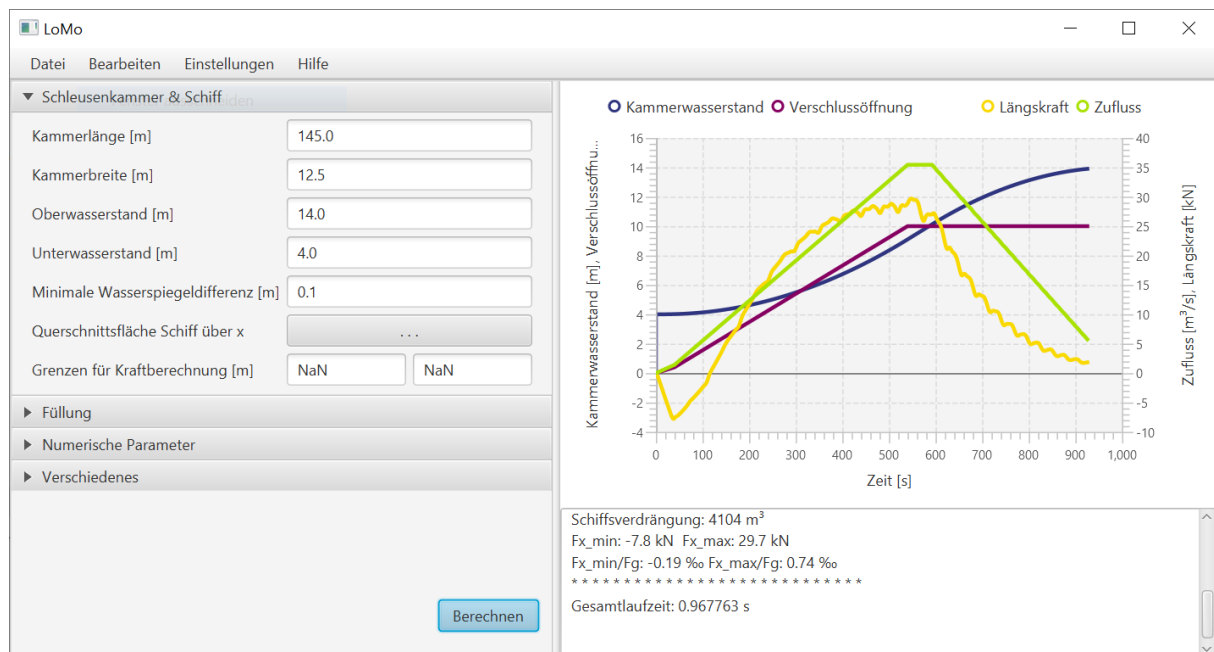 LoMo
Datei Bearbeiten Einstellungen Hilfe
Schleusenkammer & Schiff
Kammerlänge [m] 145.0
Kammerbreite [m] 12.5
Oberwasserstand [m] 14.0
Unterwasserstand [m] 4.0
Minimale Wasserspiegeldifferenz [m] 0.1
Querschnittsfläche Schiff über x ...
Grenzen für Kraftberechnung [m] NaN NaN
Füllung
Numerische Parameter
Verschiedenes
Berechnen
Kammerwasserstand Verschlussöffnung Längskraft Zufluss
Kammerwasserstand [m], Verschlussöffnu...
16
14
12
10
8
6
4
2
0
-2
-4
40
35
30
25
20
15
10
5
0
-5
-10
Zufluss [m³/s], Längskraft [kN]
0 100 200 300 400 500 600 700 800 900 1,000
Zeit [s]
Schiffsverdrängung: 4104 m³
Fx_min: -7.8 kN Fx_max: 29.7 kN
Fx_min/Fg: -0.19 ‰ Fx_max/Fg: 0.74 ‰
* * * * * * * * * * * * * * * * * * * * * * * * * * * *
Gesamtlaufzeit: 0.967763 s